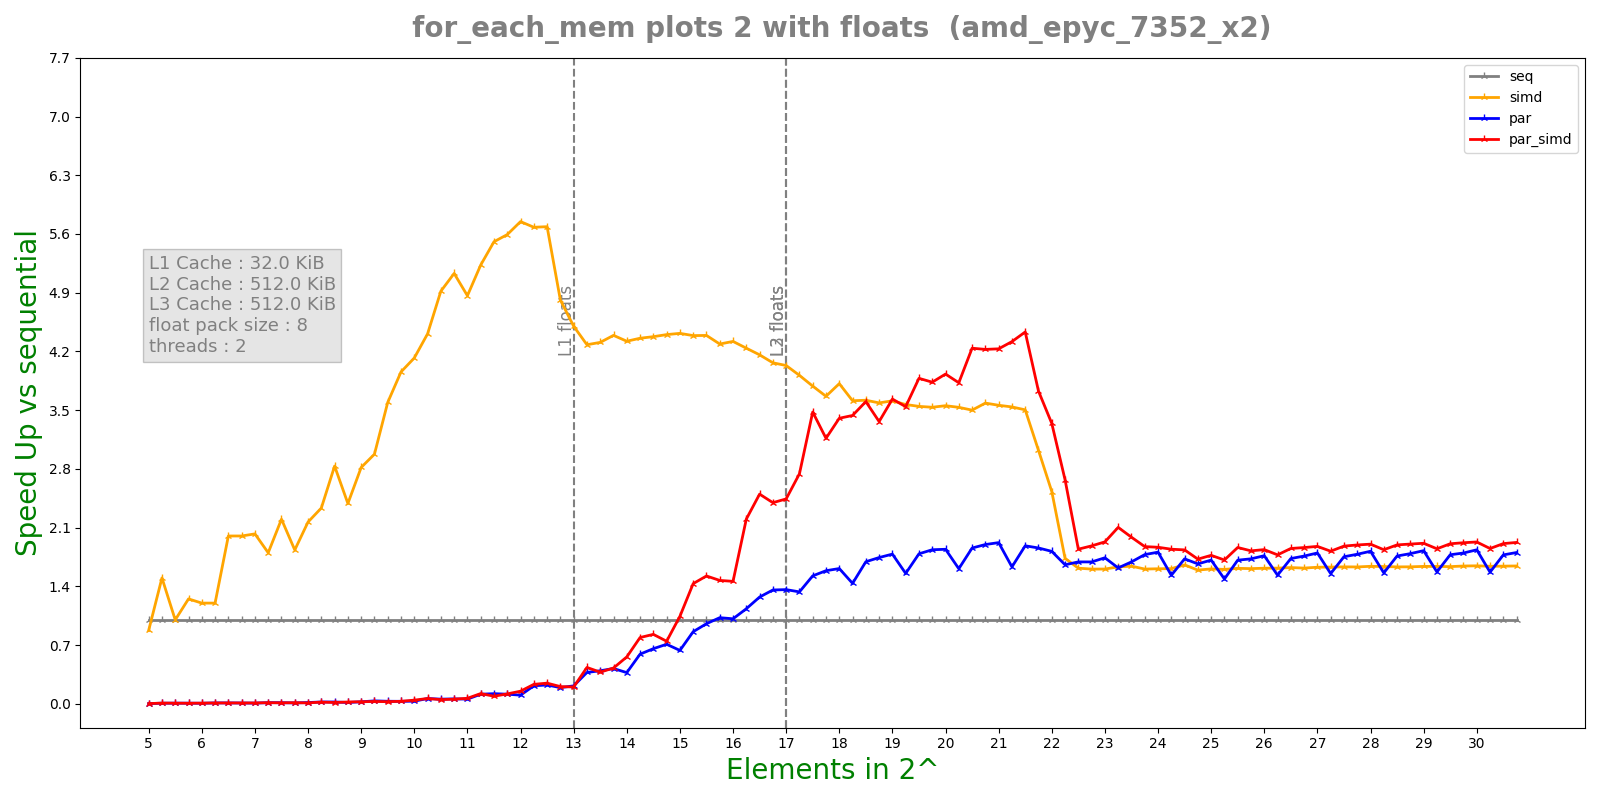 for_each_mem plots 2 with floats (amd_epyc_7352_x2)
7.7
7.0
6.3
5.6
4.9
4.2
3.5
2.8
2.1
1.4
0.7
0.0
Speed Up vs sequential
seq
simd
par
par_simd
L1 Cache : 32.0 KiB
L2 Cache : 512.0 KiB
L3 Cache : 512.0 KiB
float pack size : 8
threads : 2
L1 floats
floats
5 6 7 8 9 10 11 12 13 14 15 16 17 18 19 20 21 22 23 24 25 26 27 28 29 30
Elements in 2^